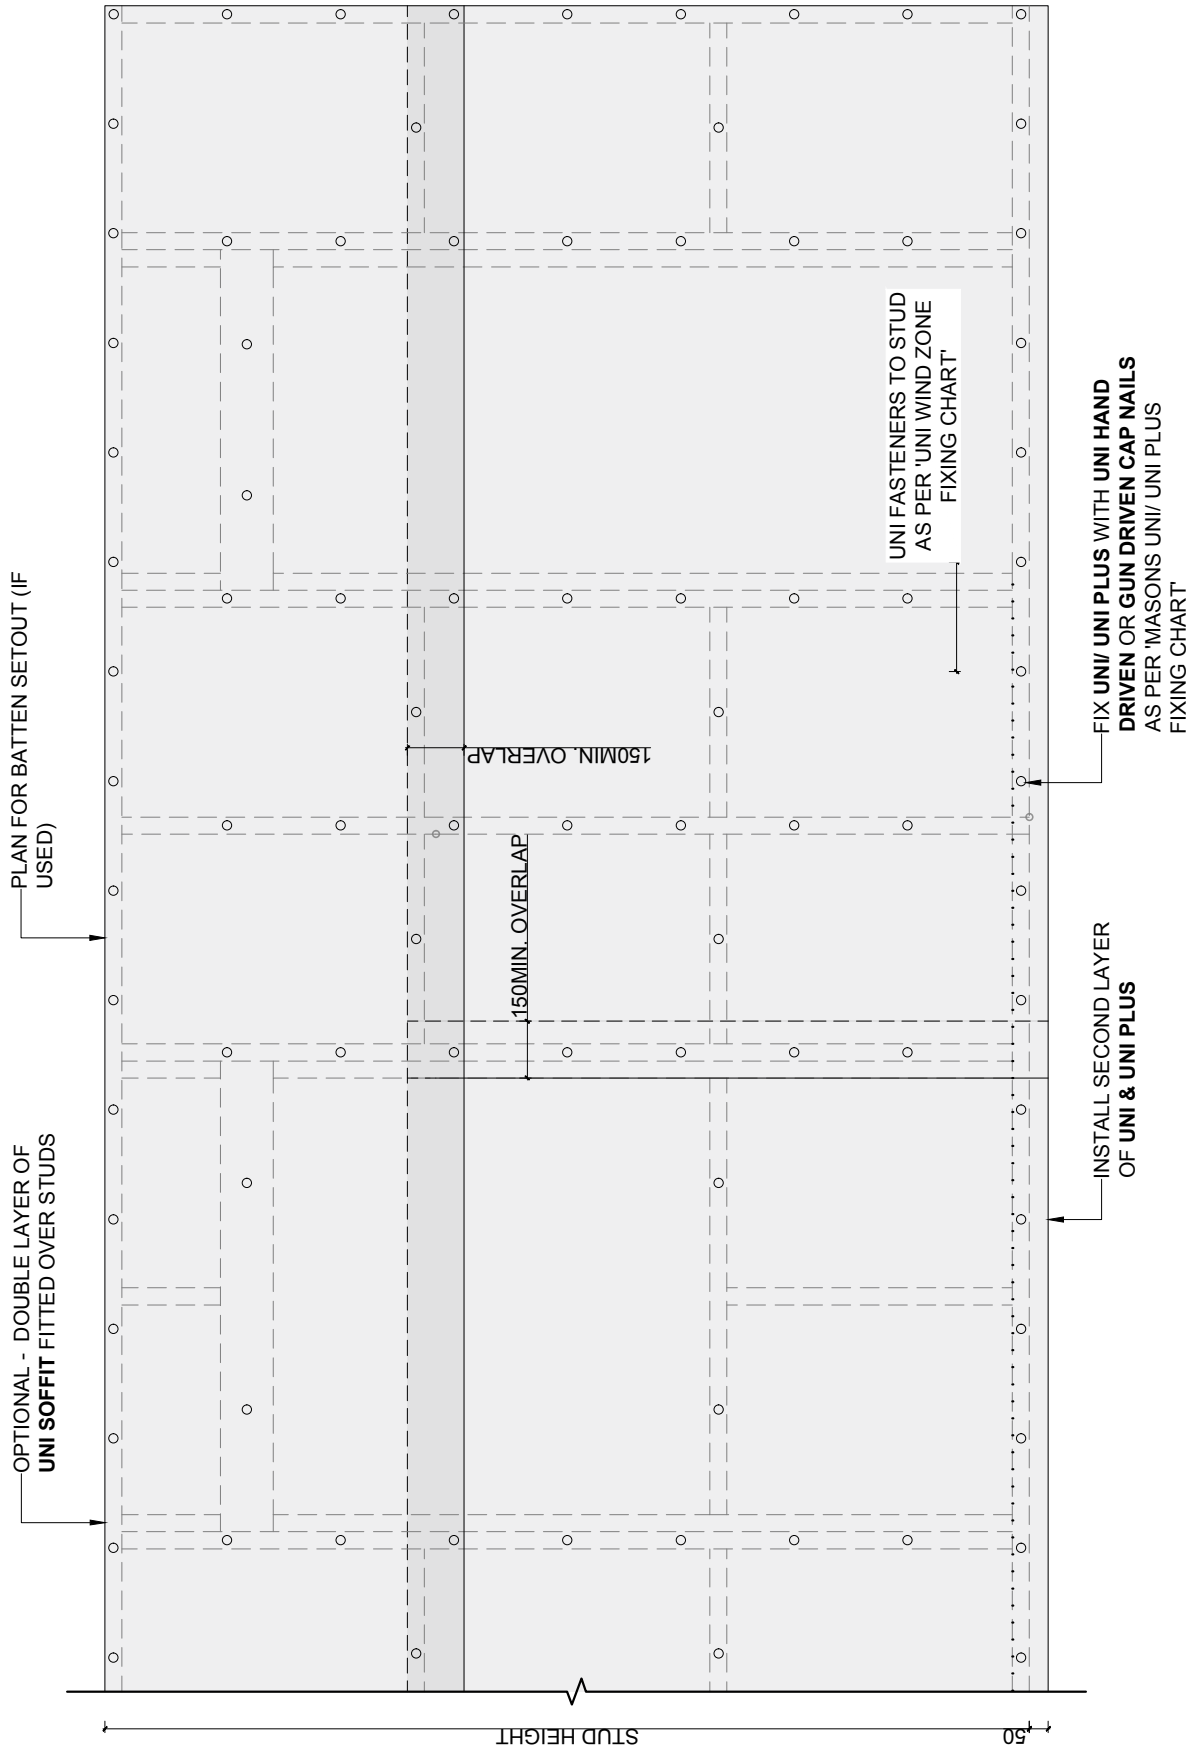 OPTIONAL - DOUBLE LAYER OF
UNI SOFFIT FITTED OVER STUDS
PLAN FOR BATTEN SETOUT (IF
USED)
150MIN. OVERLAP
150MIN. OVERLAP
UNI FASTENERS TO STUD
AS PER 'UNI WIND ZONE
FIXING CHART'
STUD HEIGHT
50
INSTALL SECOND LAYER
OF UNI & UNI PLUS
FIX UNI/ UNI PLUS WITH UNI HAND
DRIVEN OR GUN DRIVEN CAP NAILS
AS PER 'MASONS UNI/ UNI PLUS
FIXING CHART'